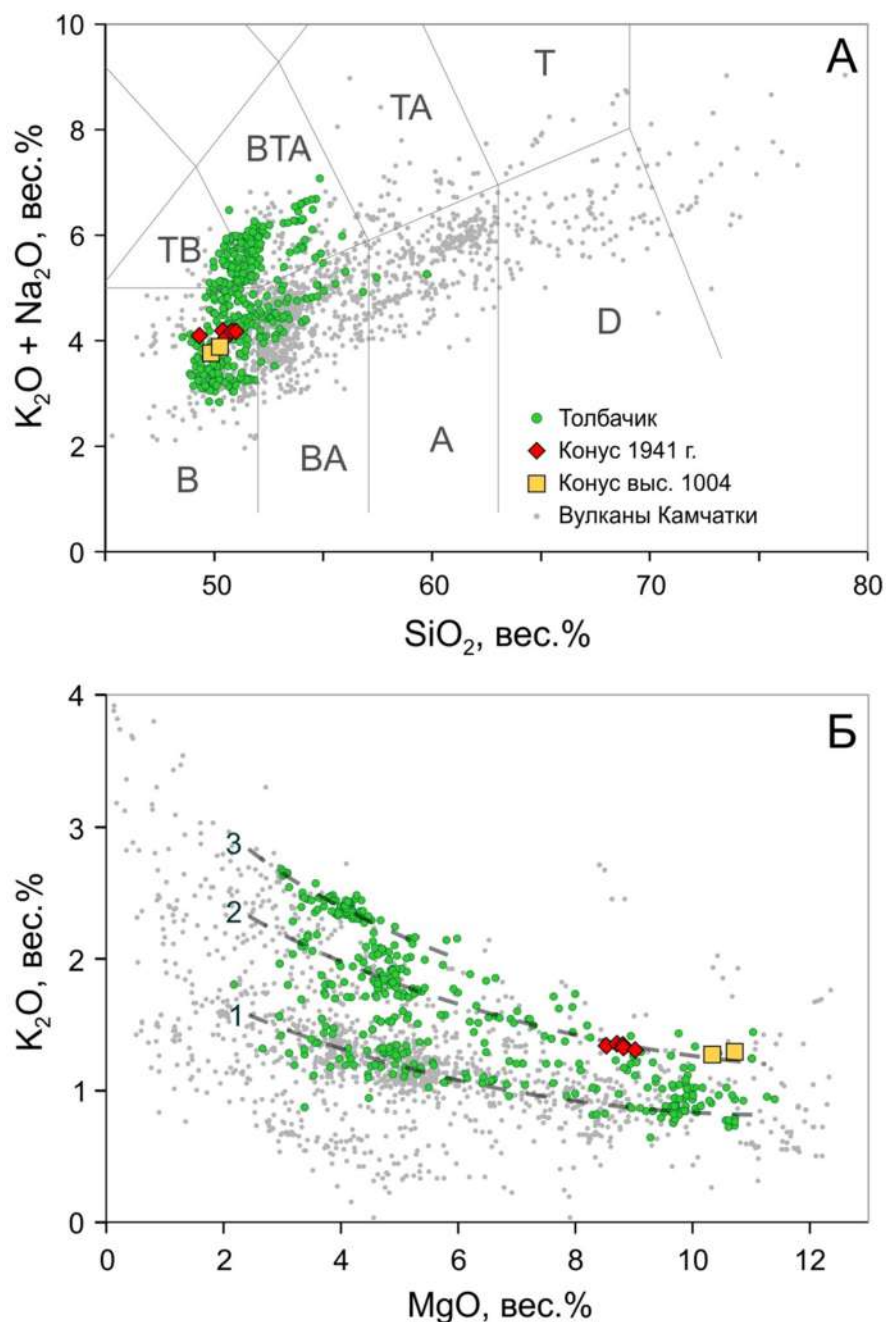 10
8
6
4
2
0
K₂O + Na₂O, вес.%
А
T
TA
BTA
TB
D
A
BA
B
Толбачик
Конус 1941 г.
Конус выс. 1004
Вулканы Камчатки
50 60 70 80
SiO₂, вес.%
4
3
2
1
0
K₂O, вес.%
Б
3
2
1
0 2 4 6 8 10 12
MgO, вес.%